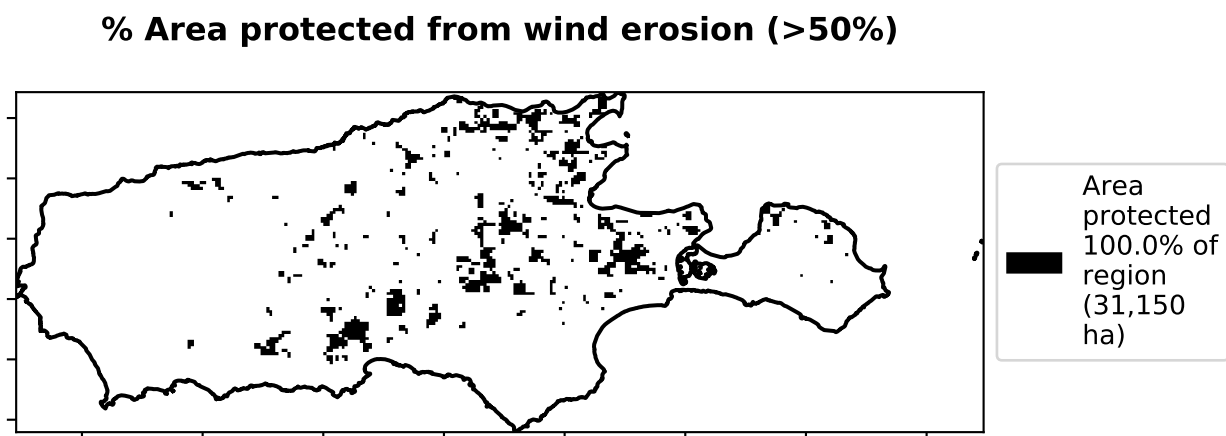 % Area protected from wind erosion (>50%)
Area
protected
100.0% of
region
(31,150
ha)